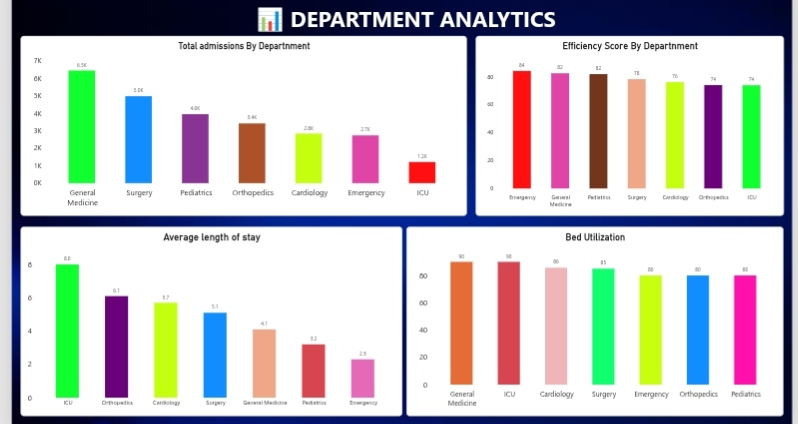 DEPARTMENT ANALYTICS
Total admissions By Departnment
7K
6K
5K
4K
3K
2K
1K
0K
6.5K
5.0K
4.0K
3.4K
2.8K
2.7K
1.2K
General Medicine
Surgery
Pediatrics
Orthopedics
Cardiology
Emergency
ICU
Efficiency Score By Departnment
80
60
40
20
0
84
82
82
78
76
74
74
Emergency
General Medicine
Pediatrics
Surgery
Cardiology
Orthopedics
ICU
Average length of stay
8
6
4
2
0
8.0
6.1
5.7
5.1
4.1
3.2
2.3
ICU
Orthopedics
Cardiology
Surgery
General Medicine
Pediatrics
Emergency
Bed Utilization
80
60
40
20
0
90
90
86
85
80
80
80
General Medicine
ICU
Cardiology
Surgery
Emergency
Orthopedics
Pediatrics